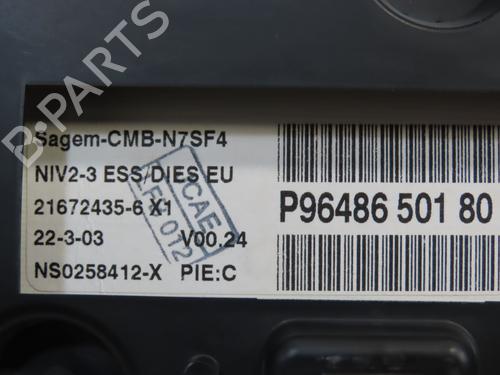 Sagem-CMB-N7SF4
NIV2-3 ESS/DIES EU
21672435-6 X1
22-3-03 V00.24
NS0258412-X PIE:C
P96486 501 80
CAE
012
B-PARTS